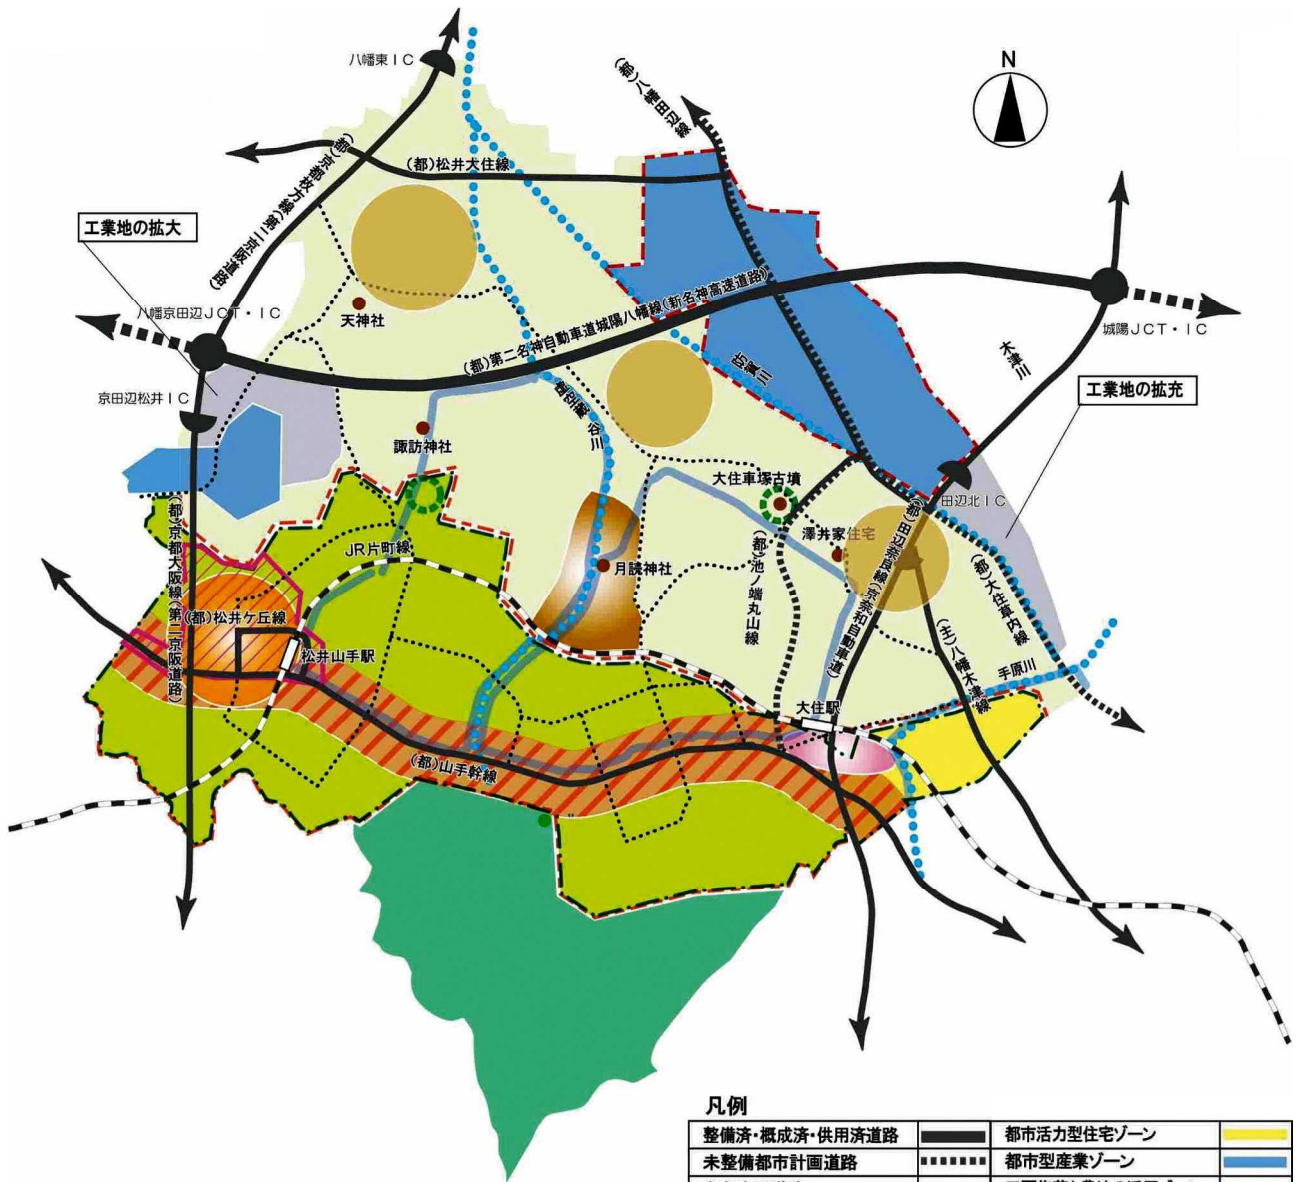 八幡東IC
N
(都)八幡田辺線
(都)松井大住線
(都)京都枚方線(第二京阪道路)
工業地の拡大
八幡京田辺JCT・IC
天神社
(都)第二名神自動車道城陽八幡線(新名神高速道路)
城陽JCT・IC
木津川
防賀川
京田辺松井IC
工業地の拡充
虚空蔵谷川
諏訪神社
大住車塚古墳
田辺北IC
澤井家住宅
JR片町線
月読神社
(都)京都大阪線(第二京阪道路)
(都)松井ケ丘線
松井山手駅
(都)池ノ端丸山線
(都)田辺奈良線(京奈和自動車道)
(都)大住草内線
(主)八幡木津線
手原川
大住駅
(都)山手幹線
凡例
整備済・概成済・供用済道路
都市活力型住宅ゾーン
未整備都市計画道路
都市型産業ゾーン